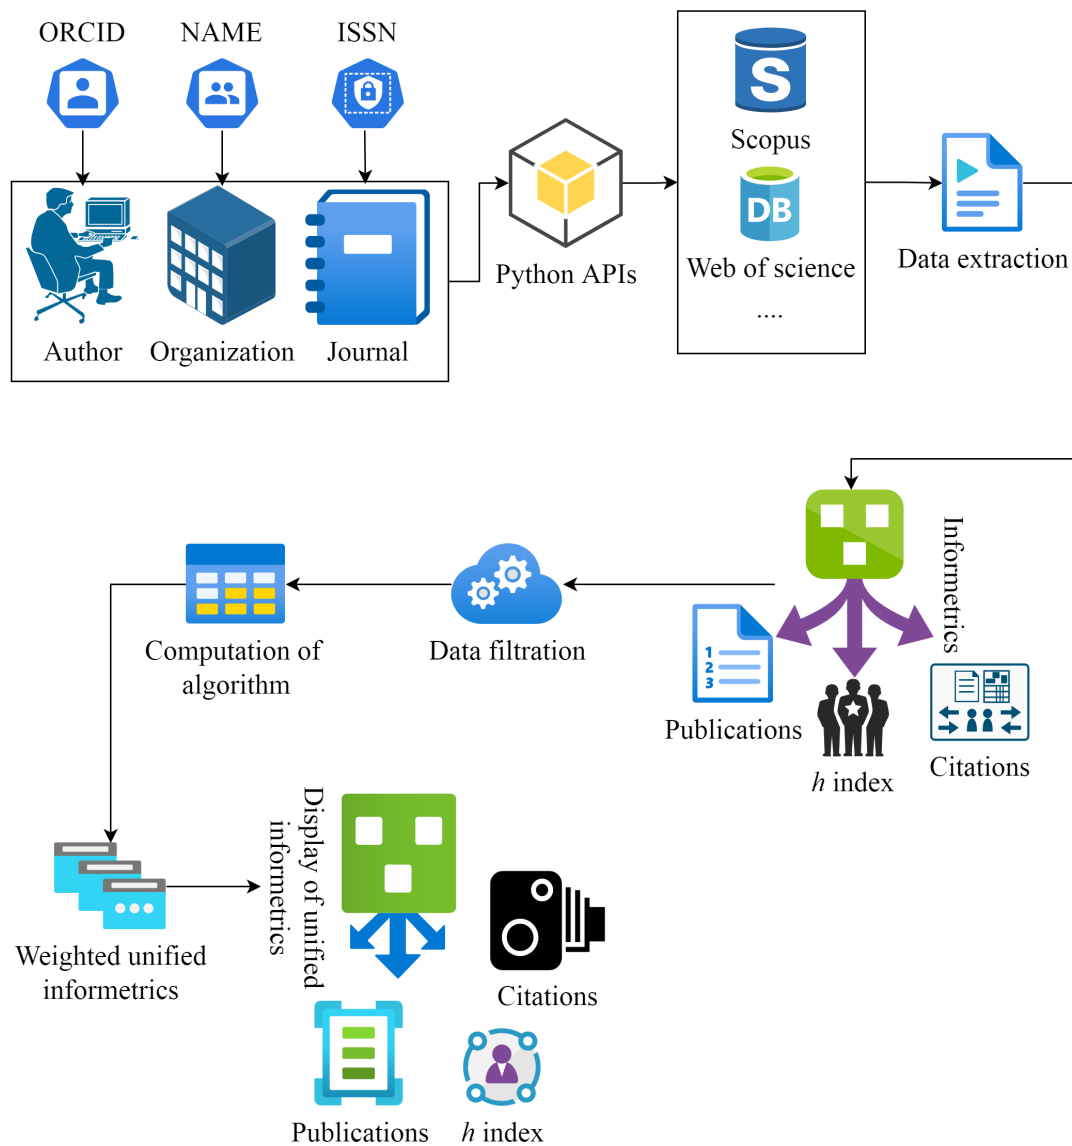 ORCID
NAME
ISSN
Author
Organization
Journal
Python APIs
S
Scopus
DB
Web of science
....
Data extraction
Informetrics
1
2
3
Publications
h index
Citations
Data filtration
Computation of
algorithm
Weighted unified
informetrics
Display of unified
informetrics
Citations
Publications
h index